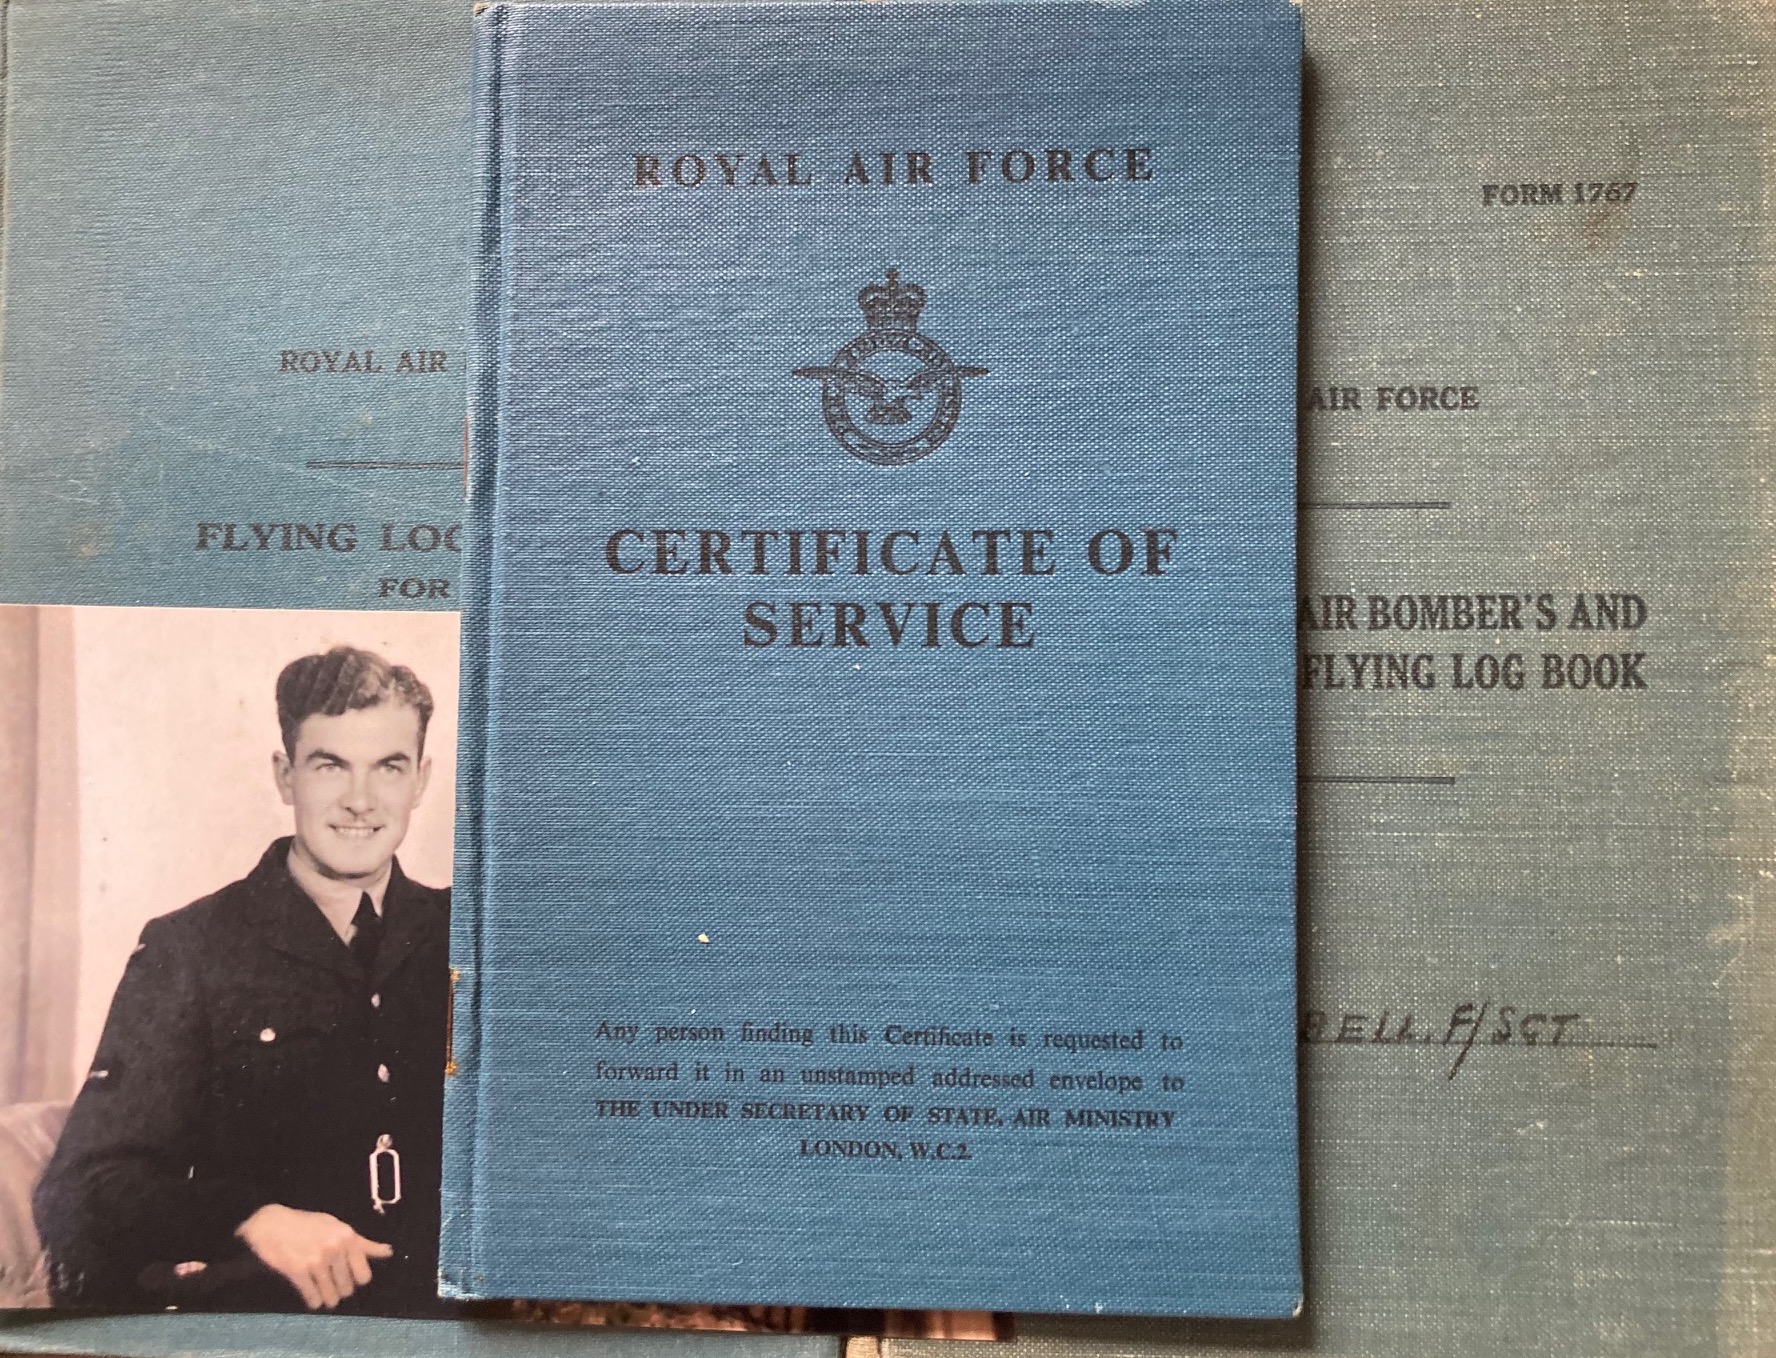 ROYAL AIR
FLYING LOG
FOR
ROYAL AIR FORCE
CERTIFICATE OF
SERVICE
Any person finding this Certificate is requested to
forward it in an unstamped addressed envelope to
THE UNDER SECRETARY OF STATE, AIR MINISTRY
LONDON, W.C.2.
FORM 1767
AIR FORCE
AIR BOMBER'S AND
FLYING LOG BOOK
BELL. F/SGT